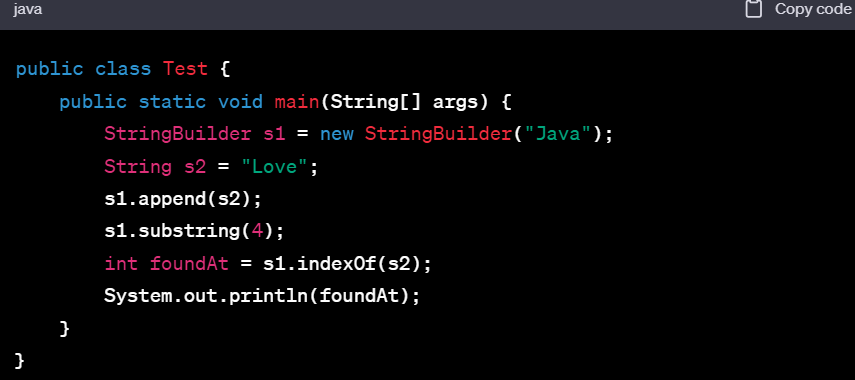 java Copy code
public class Test {
    public static void main(String[] args) {
        StringBuilder s1 = new StringBuilder("Java");
        String s2 = "Love";
        s1.append(s2);
        s1.substring(4);
        int foundAt = s1.indexOf(s2);
        System.out.println(foundAt);
    }
}